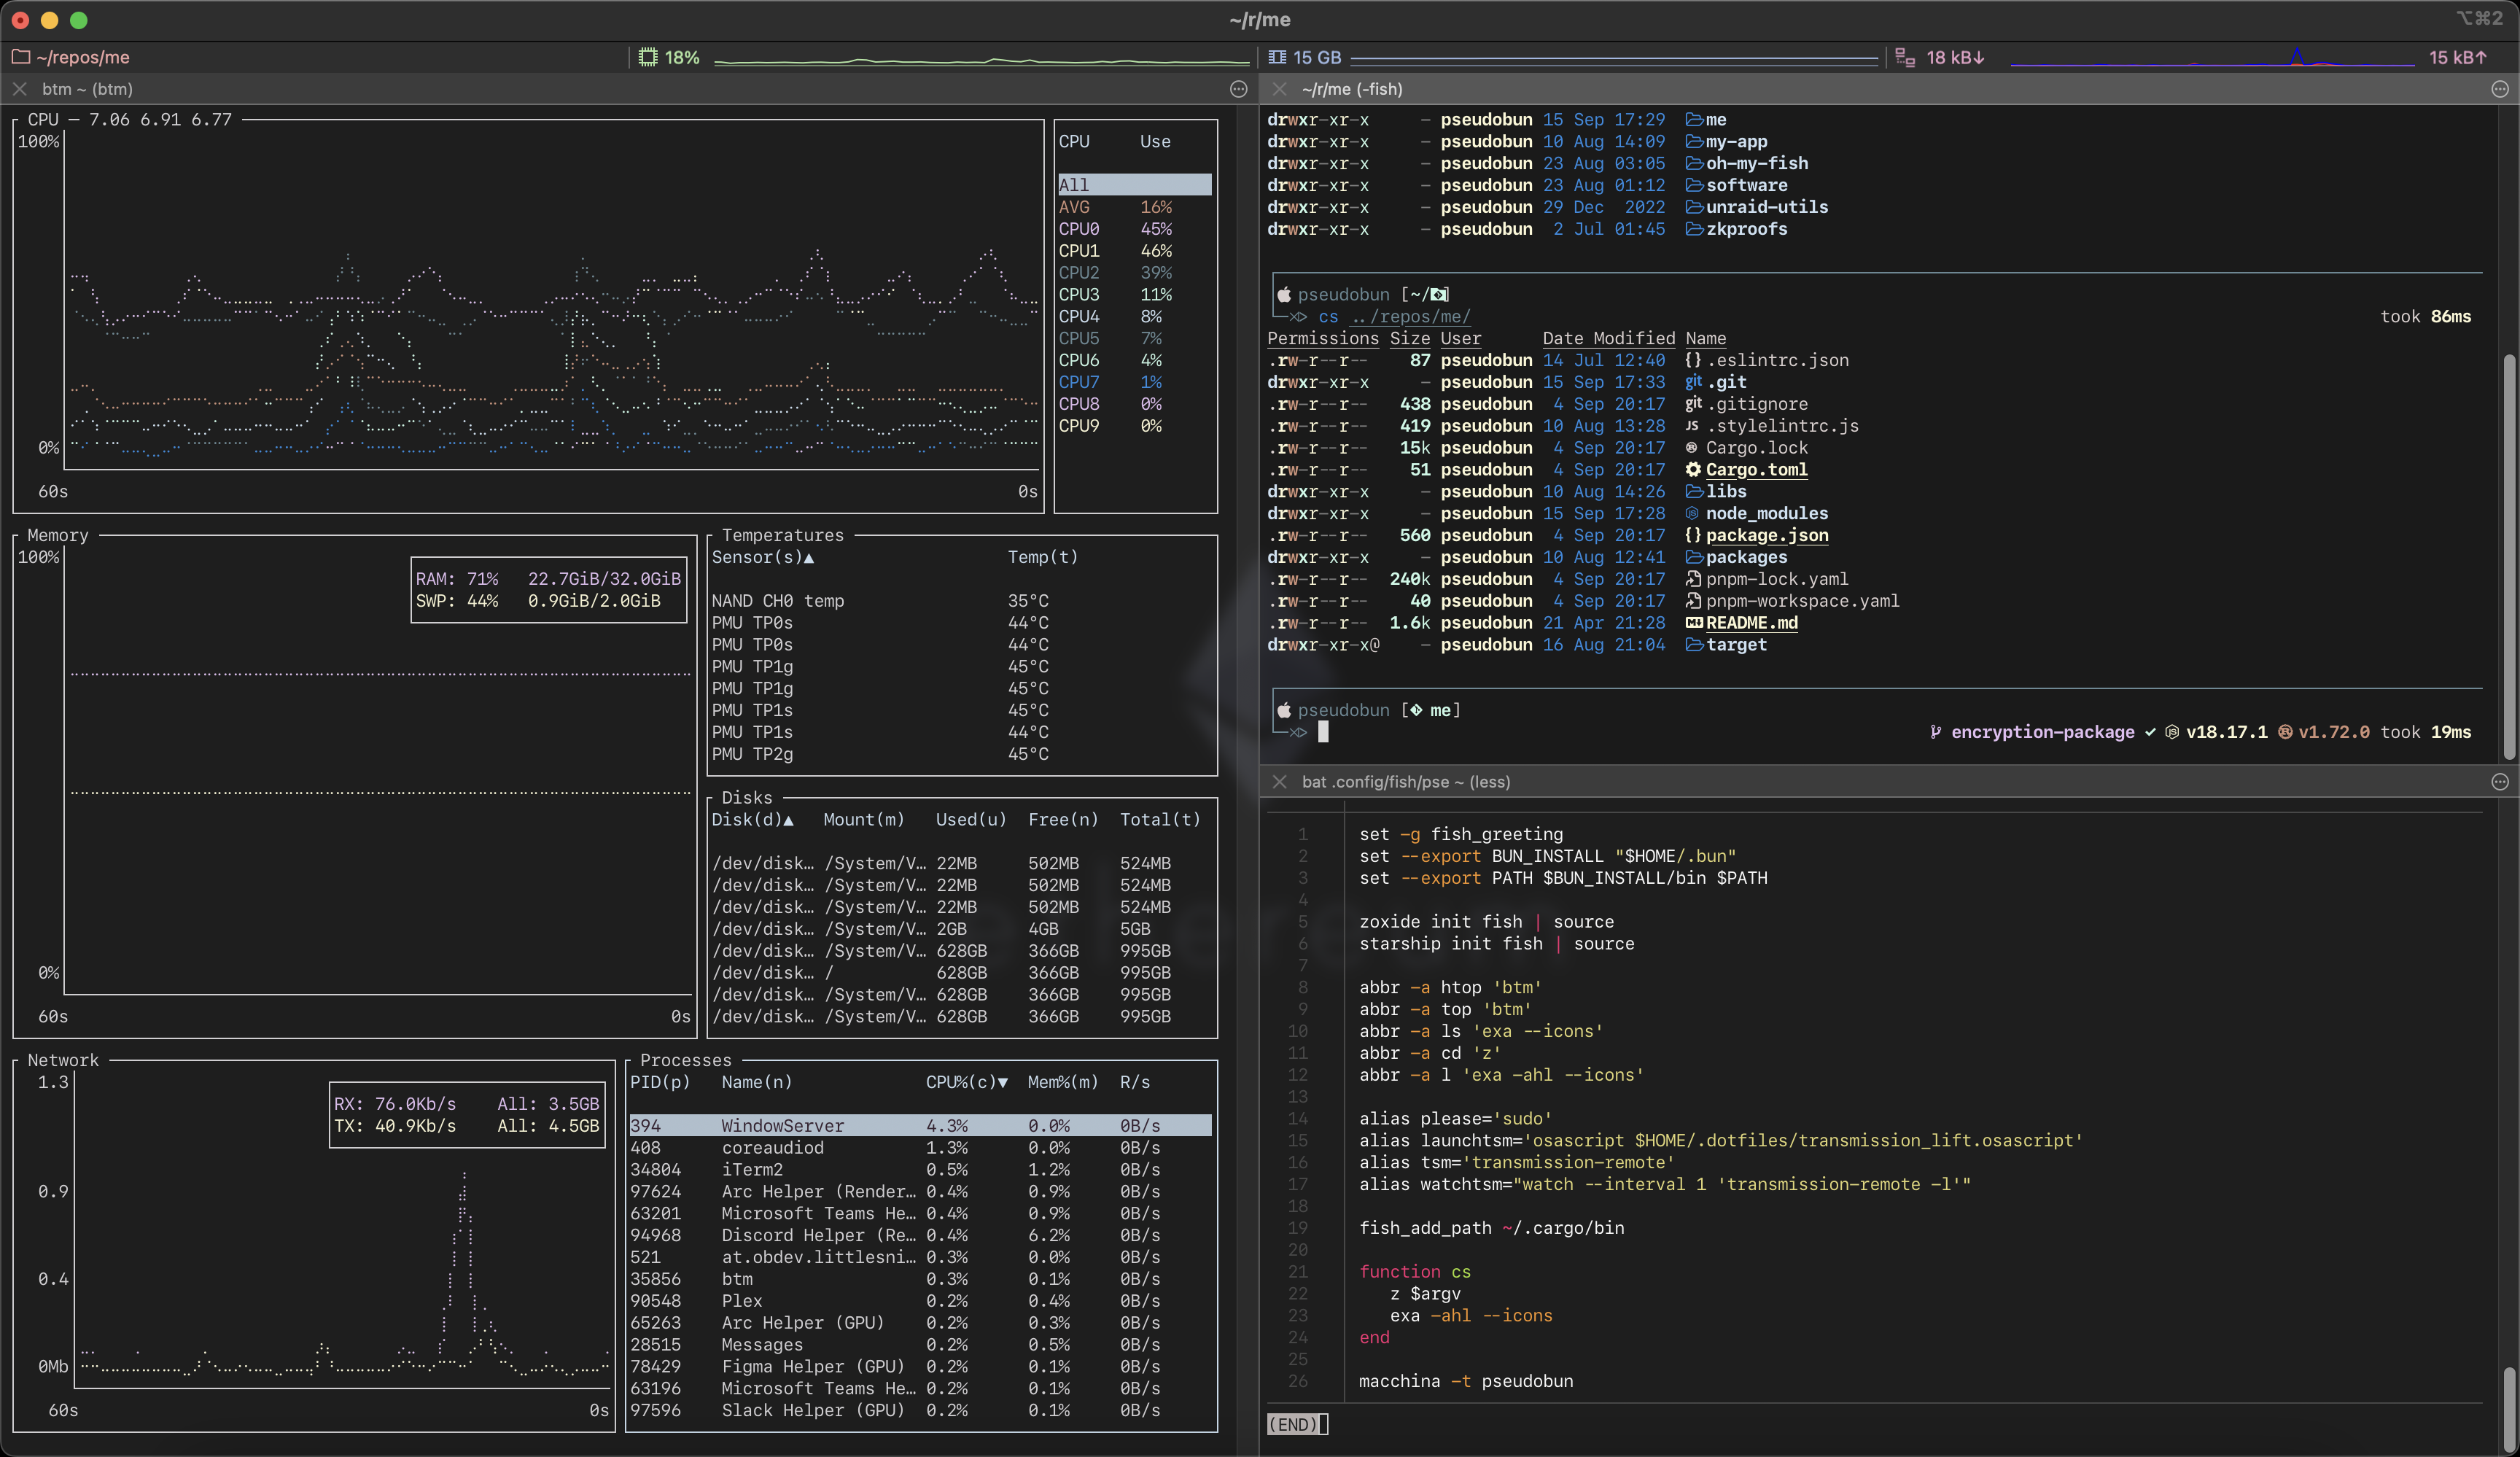 ~/r/me
⌥⌘2
~/repos/me
18%
15 GB
18 kB↓
15 kB↑
btm ~ (btm)
CPU — 7.06 6.91 6.77
100%
0%
60s 0s
CPU Use
All
AVG 16%
CPU0 45%
CPU1 46%
CPU2 39%
CPU3 11%
CPU4 8%
CPU5 7%
CPU6 4%
CPU7 1%
CPU8 0%
CPU9 0%
Memory
100%
RAM: 71% 22.7GiB/32.0GiB
SWP: 44% 0.9GiB/2.0GiB
0%
60s 0s
Temperatures
Sensor(s)▲ Temp(t)
NAND CH0 temp 35°C
PMU TP0s 44°C
PMU TP0s 44°C
PMU TP1g 45°C
PMU TP1g 45°C
PMU TP1s 45°C
PMU TP1s 44°C
PMU TP2g 45°C
Disks
Disk(d)▲ Mount(m) Used(u) Free(n) Total(t)
/dev/disk… /System/V… 22MB 502MB 524MB
/dev/disk… /System/V… 22MB 502MB 524MB
/dev/disk… /System/V… 22MB 502MB 524MB
/dev/disk… /System/V… 2GB 4GB 5GB
/dev/disk… /System/V… 628GB 366GB 995GB
/dev/disk… / 628GB 366GB 995GB
/dev/disk… /System/V… 628GB 366GB 995GB
/dev/disk… /System/V… 628GB 366GB 995GB
Network
1.3
RX: 76.0Kb/s All: 3.5GB
TX: 40.9Kb/s All: 4.5GB
0.9
0.4
0Mb
60s 0s
Processes
PID(p) Name(n) CPU%(c)▼ Mem%(m) R/s
394 WindowServer 4.3% 0.0% 0B/s
408 coreaudiod 1.3% 0.0% 0B/s
34804 iTerm2 0.5% 1.2% 0B/s
97624 Arc Helper (Render… 0.4% 0.9% 0B/s
63201 Microsoft Teams He… 0.4% 0.9% 0B/s
94968 Discord Helper (Re… 0.4% 6.2% 0B/s
521 at.obdev.littlesni… 0.3% 0.0% 0B/s
35856 btm 0.3% 0.1% 0B/s
90548 Plex 0.2% 0.4% 0B/s
65263 Arc Helper (GPU) 0.2% 0.3% 0B/s
28515 Messages 0.2% 0.5% 0B/s
78429 Figma Helper (GPU) 0.2% 0.1% 0B/s
63196 Microsoft Teams He… 0.2% 0.1% 0B/s
97596 Slack Helper (GPU) 0.2% 0.1% 0B/s
~/r/me (-fish)
drwxr-xr-x - pseudobun 15 Sep 17:29 me
drwxr-xr-x - pseudobun 10 Aug 14:09 my-app
drwxr-xr-x - pseudobun 23 Aug 03:05 oh-my-fish
drwxr-xr-x - pseudobun 23 Aug 01:12 software
drwxr-xr-x - pseudobun 29 Dec 2022 unraid-utils
drwxr-xr-x - pseudobun 2 Jul 01:45 zkproofs
pseudobun [~/]
cs ../repos/me/ took 86ms
Permissions Size User Date Modified Name
.rw-r--r-- 87 pseudobun 14 Jul 12:40 {} .eslintrc.json
drwxr-xr-x - pseudobun 15 Sep 17:33 git .git
.rw-r--r-- 438 pseudobun 4 Sep 20:17 git .gitignore
.rw-r--r-- 419 pseudobun 10 Aug 13:28 JS .stylelintrc.js
.rw-r--r-- 15k pseudobun 4 Sep 20:17 Cargo.lock
.rw-r--r-- 51 pseudobun 4 Sep 20:17 Cargo.toml
drwxr-xr-x - pseudobun 10 Aug 14:26 libs
drwxr-xr-x - pseudobun 15 Sep 17:28 node_modules
.rw-r--r-- 560 pseudobun 4 Sep 20:17 {} package.json
drwxr-xr-x - pseudobun 10 Aug 12:41 packages
.rw-r--r-- 240k pseudobun 4 Sep 20:17 pnpm-lock.yaml
.rw-r--r-- 40 pseudobun 4 Sep 20:17 pnpm-workspace.yaml
.rw-r--r-- 1.6k pseudobun 21 Apr 21:28 README.md
drwxr-xr-x@ - pseudobun 16 Aug 21:04 target
pseudobun [ me]
encryption-package ✓ v18.17.1 v1.72.0 took 19ms
bat .config/fish/pse ~ (less)
1 set -g fish_greeting
2 set --export BUN_INSTALL "$HOME/.bun"
3 set --export PATH $BUN_INSTALL/bin $PATH
4
5 zoxide init fish | source
6 starship init fish | source
7
8 abbr -a htop 'btm'
9 abbr -a top 'btm'
10 abbr -a ls 'exa --icons'
11 abbr -a cd 'z'
12 abbr -a l 'exa -ahl --icons'
13
14 alias please='sudo'
15 alias launchtsm='osascript $HOME/.dotfiles/transmission_lift.osascript'
16 alias tsm='transmission-remote'
17 alias watchtsm="watch --interval 1 'transmission-remote -l'"
18
19 fish_add_path ~/.cargo/bin
20
21 function cs
22 z $argv
23 exa -ahl --icons
24 end
25
26 macchina -t pseudobun
(END)